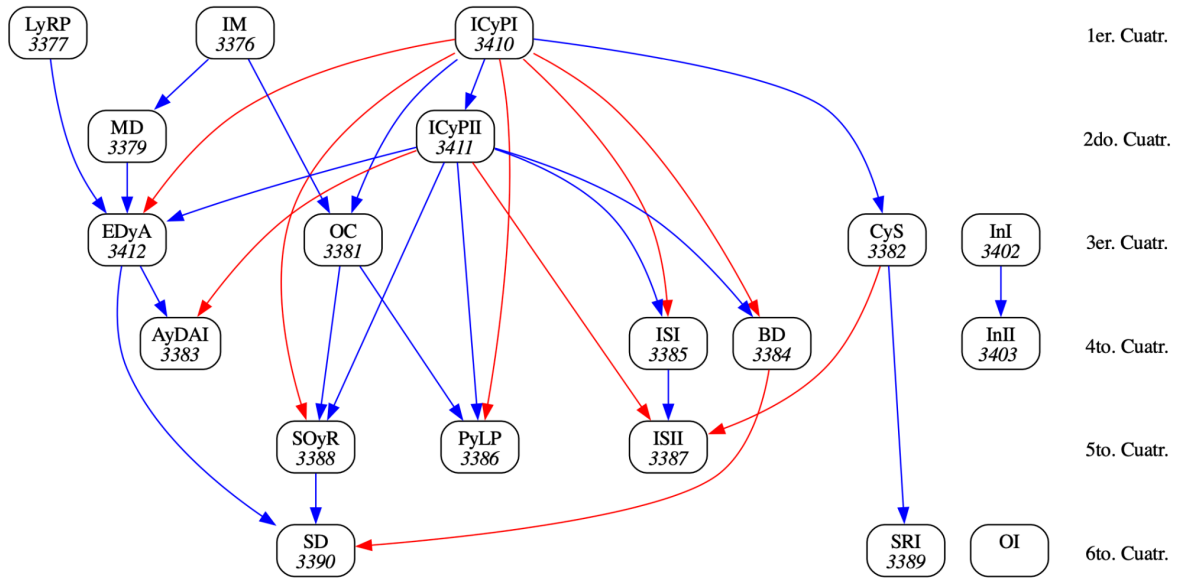 LyRP
3377
IM
3376
ICyPI
3410
1er. Cuatr.
MD
3379
ICyPII
3411
2do. Cuatr.
EDyA
3412
OC
3381
CyS
3382
InI
3402
3er. Cuatr.
AyDAI
3383
ISI
3385
BD
3384
InII
3403
4to. Cuatr.
SOyR
3388
PyLP
3386
ISII
3387
5to. Cuatr.
SD
3390
SRI
3389
OI
6to. Cuatr.